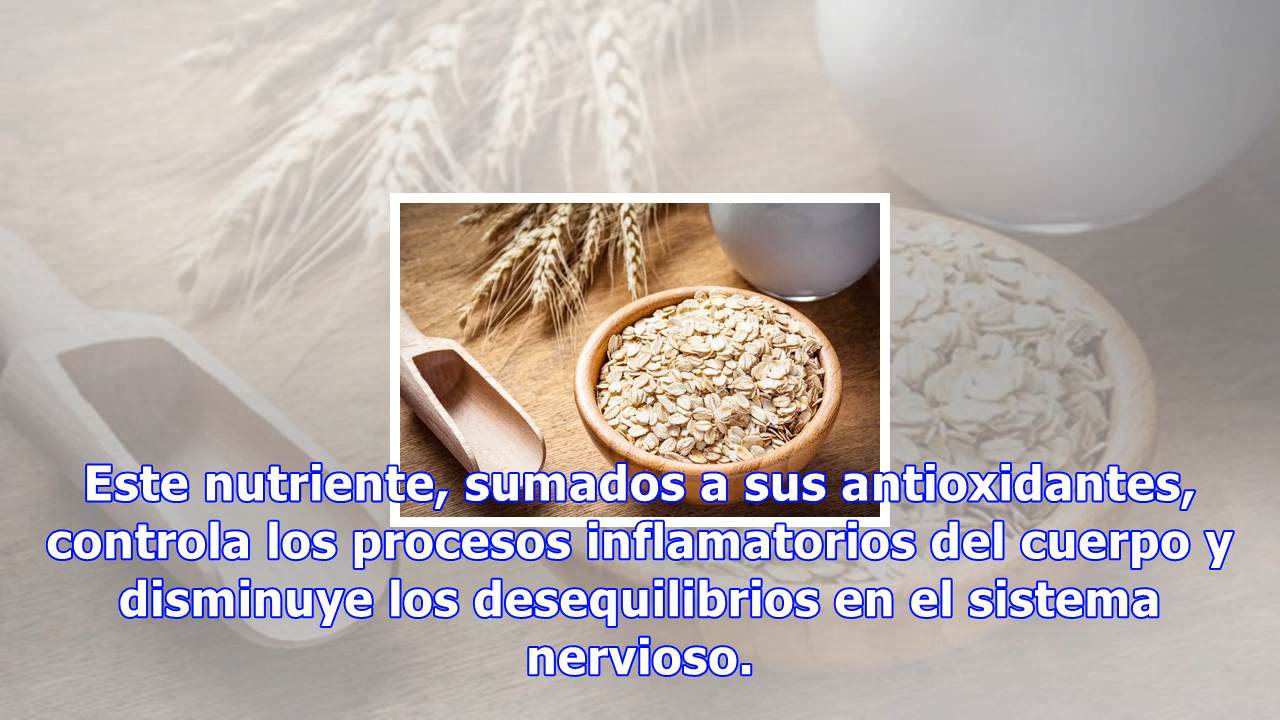 Este nutriente, sumados a sus antioxidantes,
controla los procesos inflamatorios del cuerpo y
disminuye los desequilibrios en el sistema
nervioso.